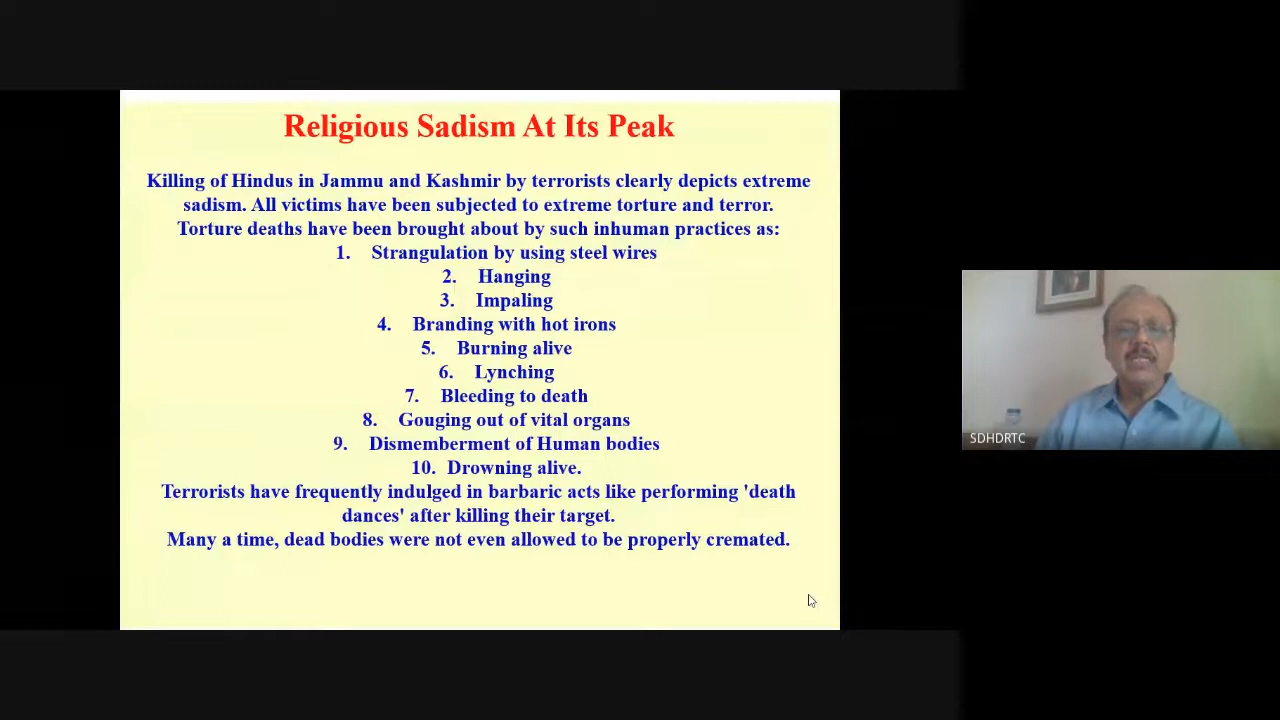 Religious Sadism At Its Peak
Killing of Hindus in Jammu and Kashmir by terrorists clearly depicts extreme
sadism. All victims have been subjected to extreme torture and terror.
Torture deaths have been brought about by such inhuman practices as:
1. Strangulation by using steel wires
2. Hanging
3. Impaling
4. Branding with hot irons
5. Burning alive
6. Lynching
7. Bleeding to death
8. Gouging out of vital organs
9. Dismemberment of Human bodies
10. Drowning alive.
Terrorists have frequently indulged in barbaric acts like performing 'death
dances' after killing their target.
Many a time, dead bodies were not even allowed to be properly cremated.
SDHDRTC